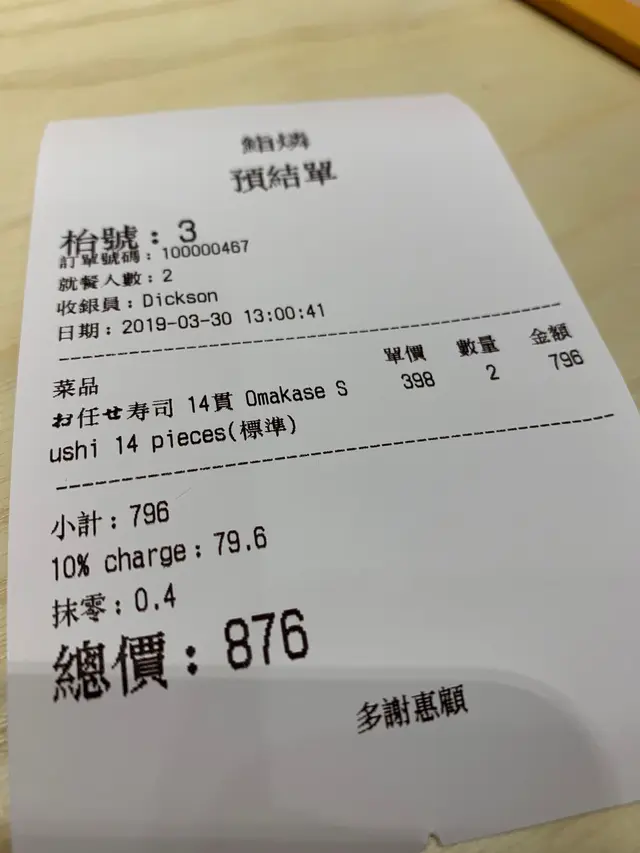 鮨燐
預結單
枱號：3
訂單號碼：100000467
就餐人數：2
收銀員：Dickson
日期：2019-03-30 13:00:41
菜品 單價 數量 金額
お任せ寿司 14貫 Omakase S 398 2 796
ushi 14 pieces(標準)
小計：796
10% charge：79.6
抹零：0.4
總價：876
多謝惠顧